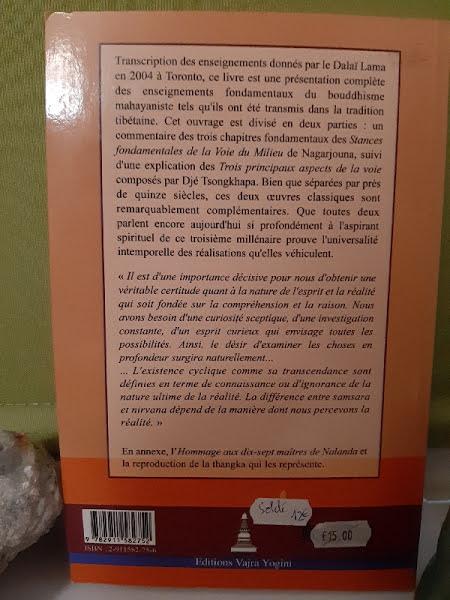 Transcription des enseignements donnés par le Dalaï Lama
en 2004 à Toronto, ce livre est une présentation complète
des enseignements fondamentaux du bouddhisme
mahayaniste tels qu'ils ont été transmis dans la tradition
tibétaine. Cet ouvrage est divisé en deux parties : un
commentaire des trois chapitres fondamentaux des Stances
fondamentales de la Voie du Milieu de Nagarjouna, suivi
d'une explication des Trois principaux aspects de la voie
composés par Djé Tsongkhapa. Bien que séparées par près
de quinze siècles, ces deux œuvres classiques sont
remarquablement complémentaires. Que toutes deux
parlent encore aujourd'hui si profondément à l'aspirant
spirituel de ce troisième millénaire prouve l'universalité
intemporelle des réalisations qu'elles véhiculent.
« Il est d'une importance décisive pour nous d'obtenir une
véritable certitude quant à la nature de l'esprit et la réalité
qui soit fondée sur la compréhension et la raison. Nous
avons besoin d'une curiosité sceptique, d'une investigation
constante, d'un esprit curieux qui envisage toutes les
possibilités. Ainsi, le désir d'examiner les choses en
profondeur surgira naturellement...
... L'existence cyclique comme sa transcendance sont
définies en terme de connaissance ou d'ignorance de la
nature ultime de la réalité. La différence entre samsara
et nirvana dépend de la manière dont nous percevons la
réalité. »
En annexe, l'Hommage aux dix-sept maîtres de Nalanda et
la reproduction de la thangka qui les représente.
Soldé 12€
£15.00
9 782911 582752
ISBN : 2-911582-75-6
Editions Vajra Yogini